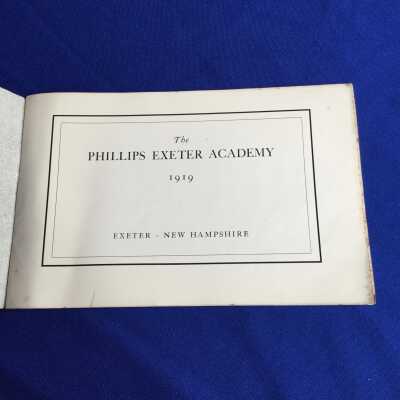 The
PHILLIPS EXETER ACADEMY
1919
EXETER - NEW HAMPSHIRE